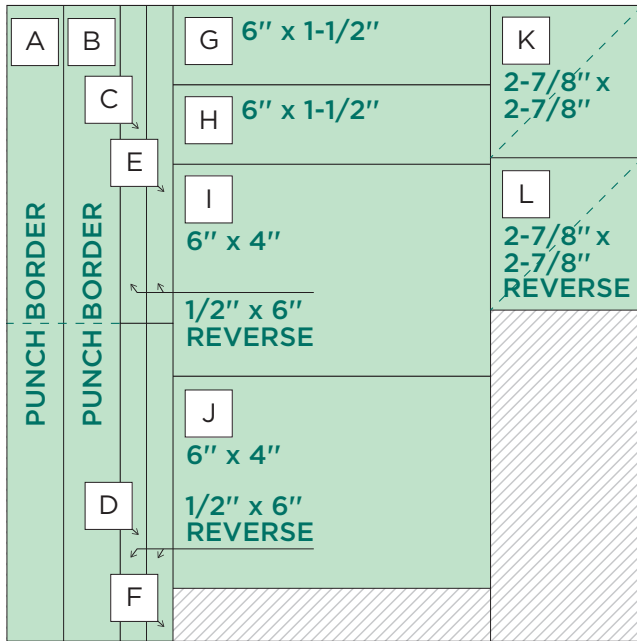 A
B
C
E
PUNCH BORDER
PUNCH BORDER
D
F
G
6" x 1-1/2"
H
6" x 1-1/2"
I
6" x 4"
1/2" x 6"
REVERSE
J
6" x 4"
1/2" x 6"
REVERSE
K
2-7/8" x
2-7/8"
L
2-7/8" x
2-7/8"
REVERSE